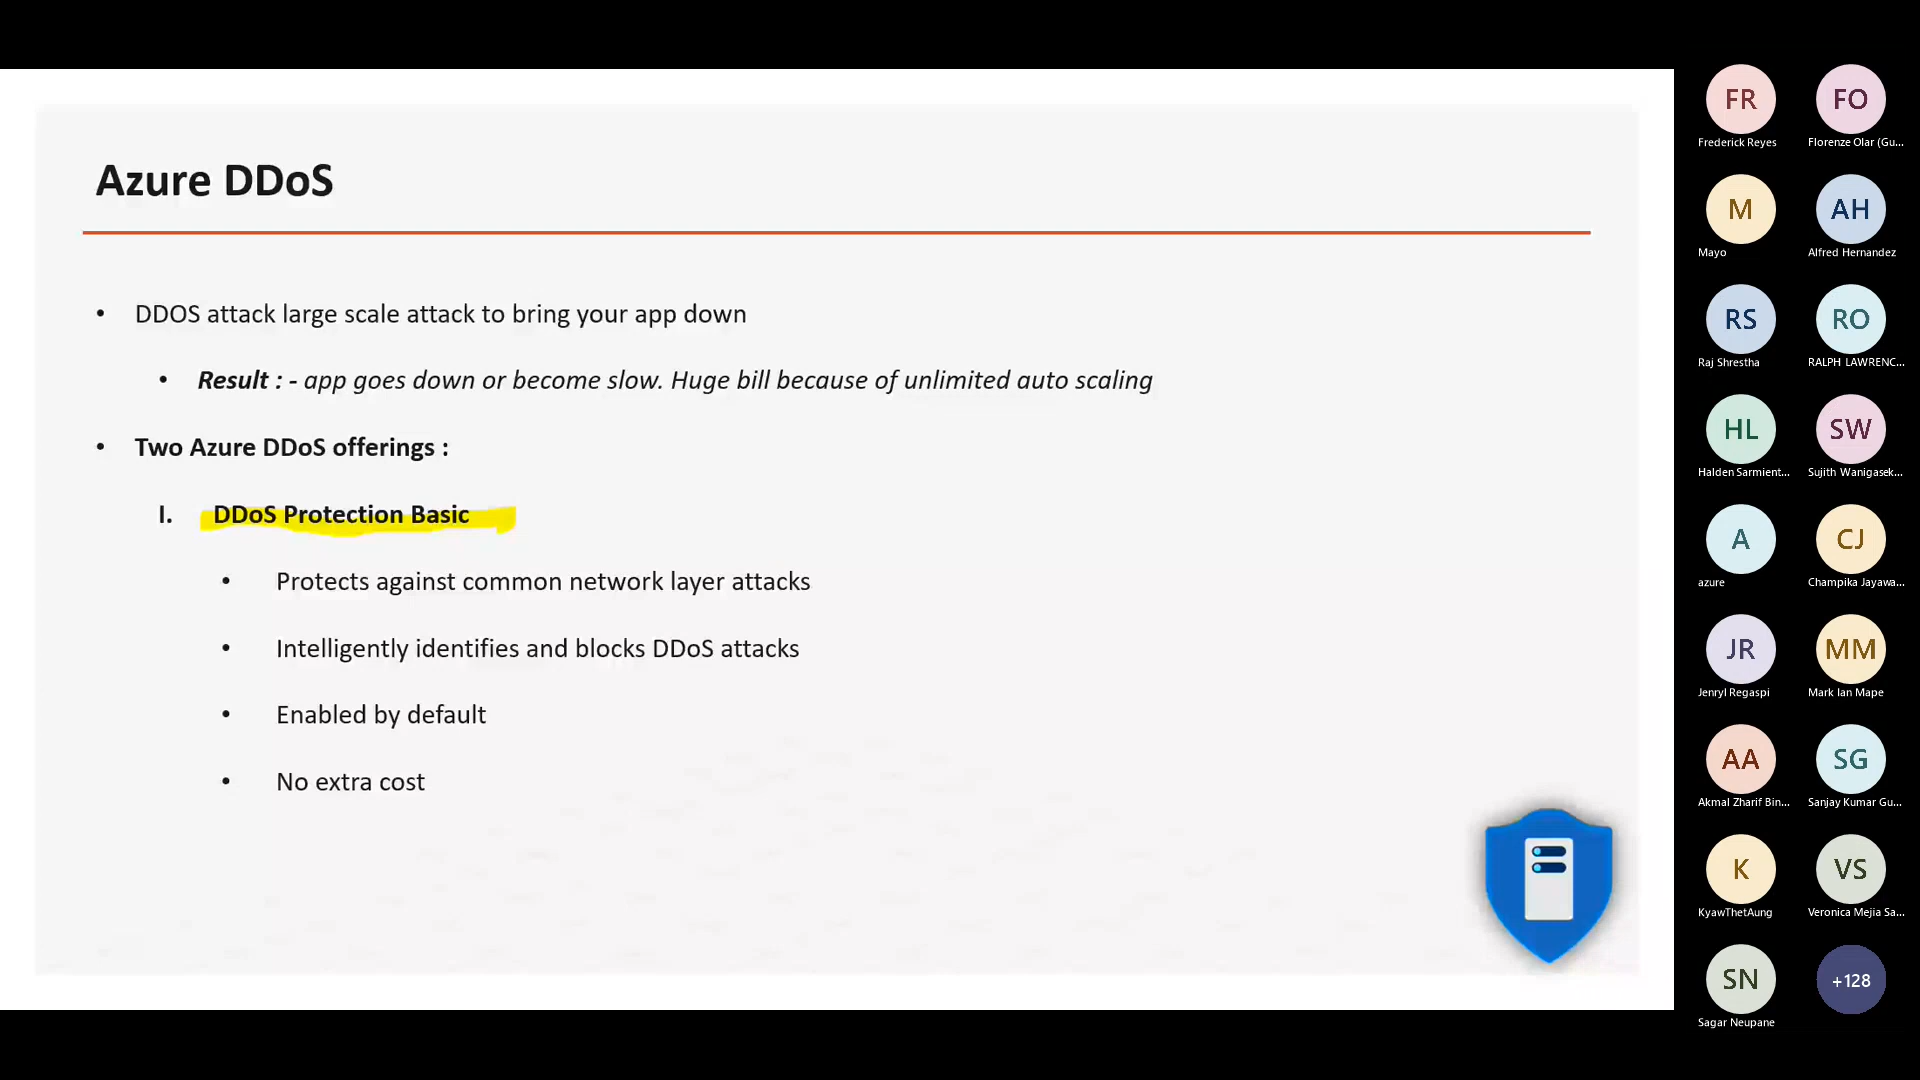 Azure DDoS
• DDOS attack large scale attack to bring your app down
• Result : - app goes down or become slow. Huge bill because of unlimited auto scaling
• Two Azure DDoS offerings :
I. DDoS Protection Basic
• Protects against common network layer attacks
• Intelligently identifies and blocks DDoS attacks
• Enabled by default
• No extra cost
FR FO
Frederick Reyes Florenze Olar (Gu...
M AH
Mayo Alfred Hernandez
RS RO
Raj Shrestha RALPH LAWRENC...
HL SW
Halden Sarmient... Sujith Wanigasek...
A CJ
azure Champika Jayawa...
JR MM
Jenryl Regaspi Mark Ian Mape
AA SG
Akmal Zharif Bin... Sanjay Kumar Gu...
K VS
KyawThetAung Veronica Mejia Sa...
SN +128
Sagar Neupane